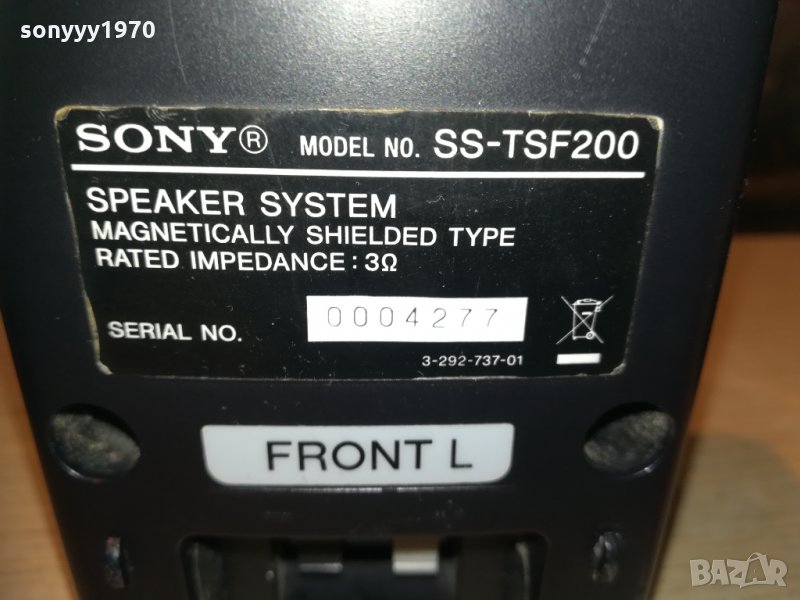 sonyyy1970
SONY® MODEL NO. SS-TSF200
SPEAKER SYSTEM
MAGNETICALLY SHIELDED TYPE
RATED IMPEDANCE : 3Ω
SERIAL NO. 0004277
3-292-737-01
FRONT L
BAZAR